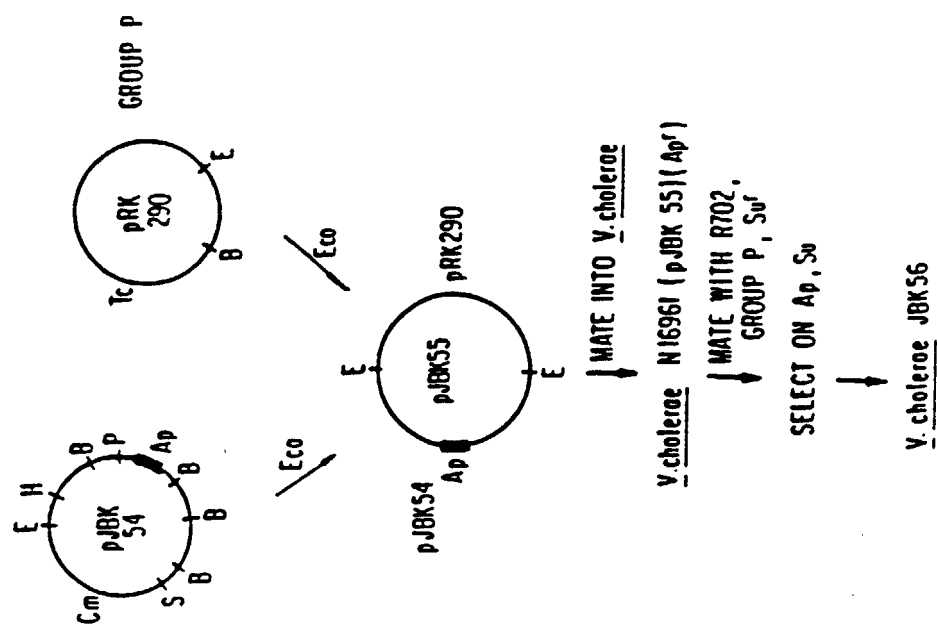 GROUP P
E
H
B
P
Ap
B
B
B
S
Cm
pJBK
54
Tc
pRK
290
B
E
Eco
Eco
E
pJBK55
E
pJBK54
Ap
pRK290
MATE INTO V.cholerae
V.cholerae N16961 (pJBK 55)(Apr)
MATE WITH R702,
GROUP P, Sur
SELECT ON Ap, Su
V. cholerae JBK56